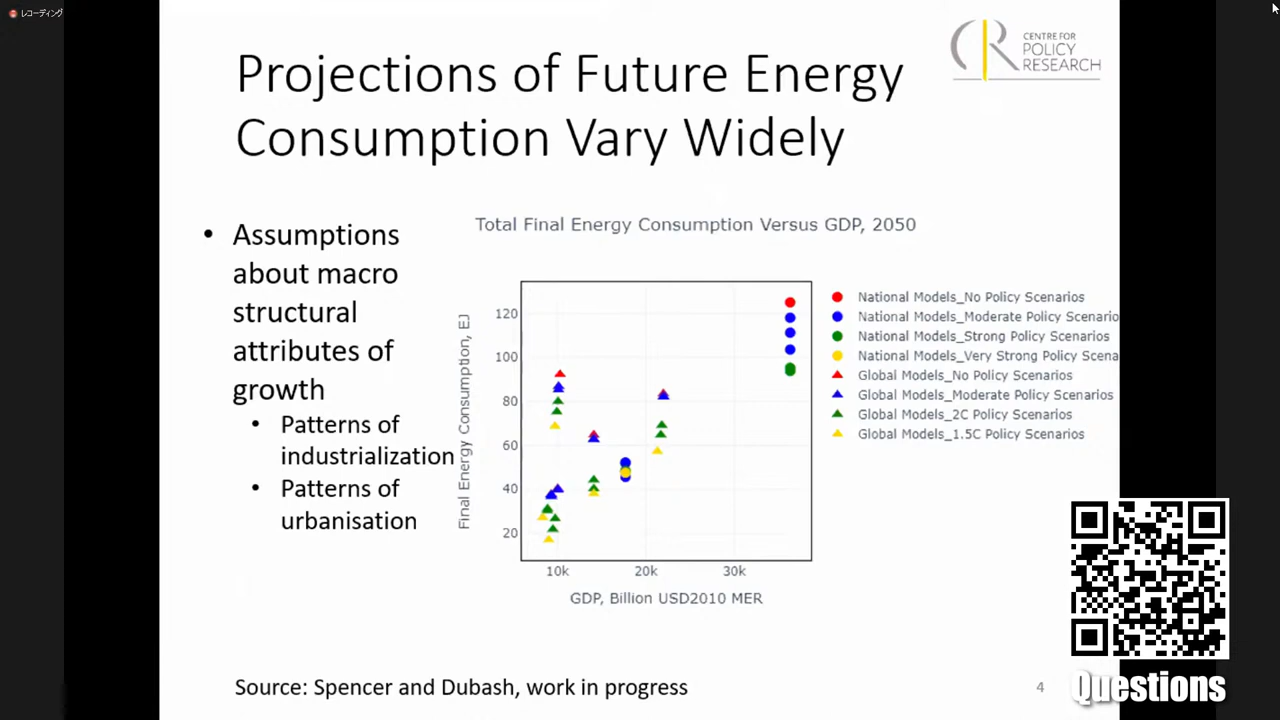 レコーディング
Projections of Future Energy
Consumption Vary Widely
CENTRE FOR
POLICY
RESEARCH
• Assumptions
about macro
structural
attributes of
growth
• Patterns of
industrialization
• Patterns of
urbanisation
Total Final Energy Consumption Versus GDP, 2050
Final Energy Consumption, EJ
120
100
80
60
40
20
10k 20k 30k
GDP, Billion USD2010 MER
National Models_No Policy Scenarios
National Models_Moderate Policy Scenario
National Models_Strong Policy Scenarios
National Models_Very Strong Policy Scena
Global Models_No Policy Scenarios
Global Models_Moderate Policy Scenarios
Global Models_2C Policy Scenarios
Global Models_1.5C Policy Scenarios
Source: Spencer and Dubash, work in progress
4
Questions